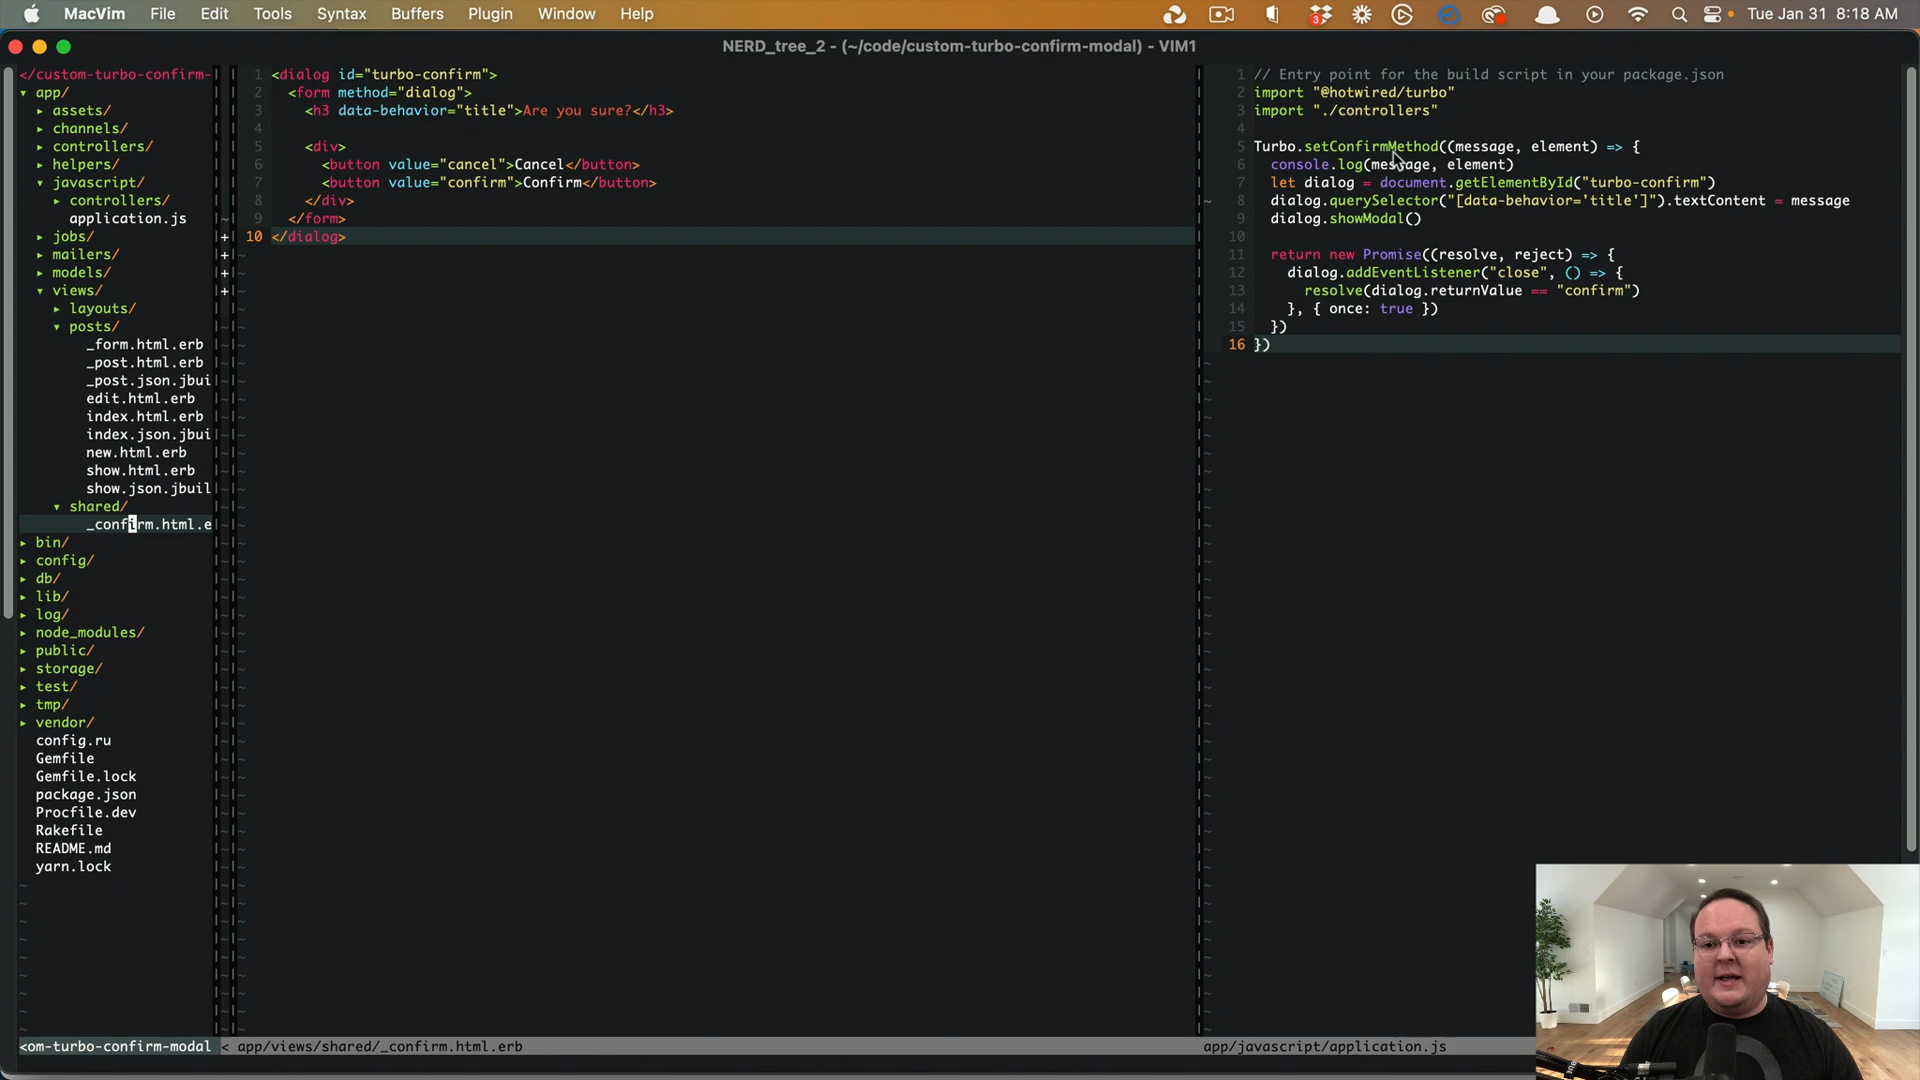 MacVim File Edit Tools Syntax Buffers Plugin Window Help
3
Tue Jan 31 8:18 AM
NERD_tree_2 - (~/code/custom-turbo-confirm-modal) - VIM1
</custom-turbo-confirm-
▾ app/
▸ assets/
▸ channels/
▸ controllers/
▸ helpers/
▾ javascript/
▸ controllers/
application.js
▸ jobs/
▸ mailers/
▸ models/
▾ views/
▸ layouts/
▾ posts/
_form.html.erb
_post.html.erb
_post.json.jbui
edit.html.erb
index.html.erb
index.json.jbui
new.html.erb
show.html.erb
show.json.jbuil
▾ shared/
_confirm.html.e
▸ bin/
▸ config/
▸ db/
▸ lib/
▸ log/
▸ node_modules/
▸ public/
▸ storage/
▸ test/
▸ tmp/
▸ vendor/
config.ru
Gemfile
Gemfile.lock
package.json
Procfile.dev
Rakefile
README.md
yarn.lock
<om-turbo-confirm-modal
1 <dialog id="turbo-confirm">
2 <form method="dialog">
3 <h3 data-behavior="title">Are you sure?</h3>
4
5 <div>
6 <button value="cancel">Cancel</button>
7 <button value="confirm">Confirm</button>
8 </div>
9 </form>
10 </dialog>
< app/views/shared/_confirm.html.erb
1 // Entry point for the build script in your package.json
2 import "@hotwired/turbo"
3 import "./controllers"
4
5 Turbo.setConfirmMethod((message, element) => {
6 console.log(message, element)
7 let dialog = document.getElementById("turbo-confirm")
8 dialog.querySelector("[data-behavior='title']").textContent = message
9 dialog.showModal()
10
11 return new Promise((resolve, reject) => {
12 dialog.addEventListener("close", () => {
13 resolve(dialog.returnValue == "confirm")
14 }, { once: true })
15 })
16 })
app/javascript/application.js